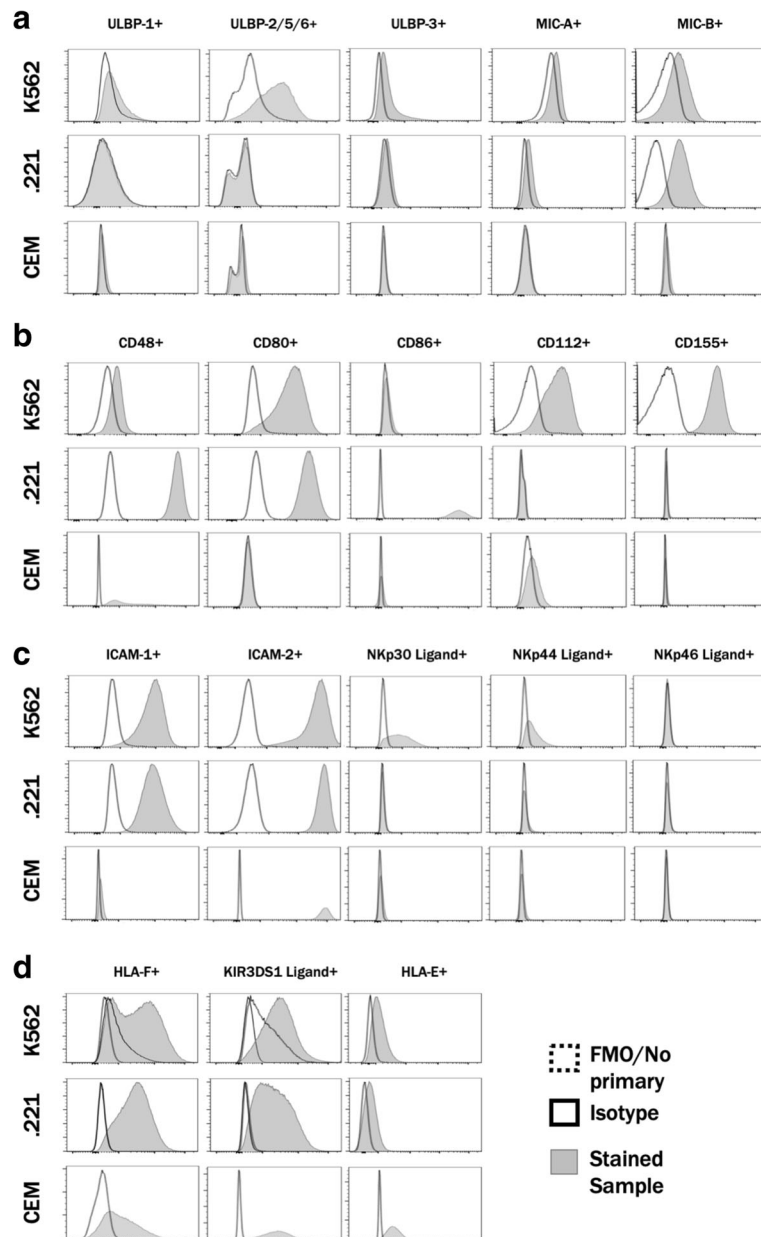 a
ULBP-1+ ULBP-2/5/6+ ULBP-3+ MIC-A+ MIC-B+
K562
.221
CEM
b
CD48+ CD80+ CD86+ CD112+ CD155+
K562
.221
CEM
c
ICAM-1+ ICAM-2+ NKp30 Ligand+ NKp44 Ligand+ NKp46 Ligand+
K562
.221
CEM
d
HLA-F+ KIR3DS1 Ligand+ HLA-E+
K562
.221
CEM
FMO/No
primary
Isotype
Stained
Sample